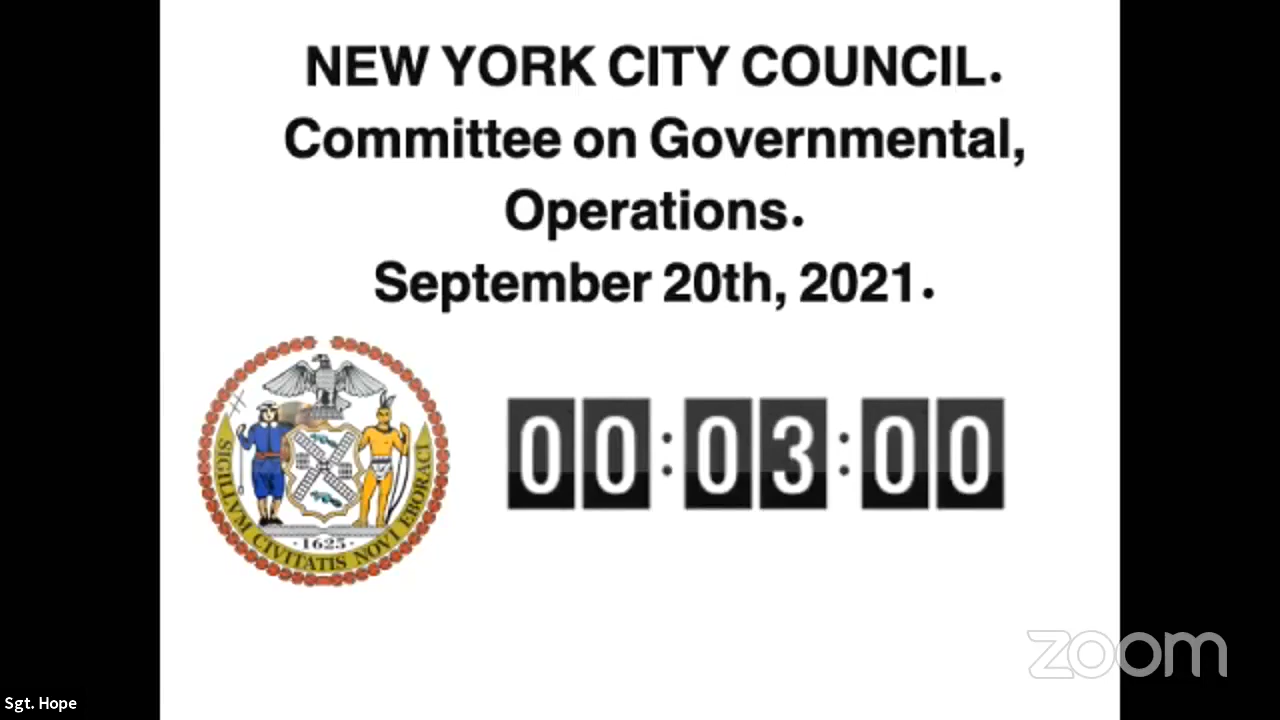 NEW YORK CITY COUNCIL.
Committee on Governmental,
Operations.
September 20th, 2021.
00:03:00
SIGILLVM CIVITATIS NOVI EBORACI
·1625·
zoom
Sgt. Hope